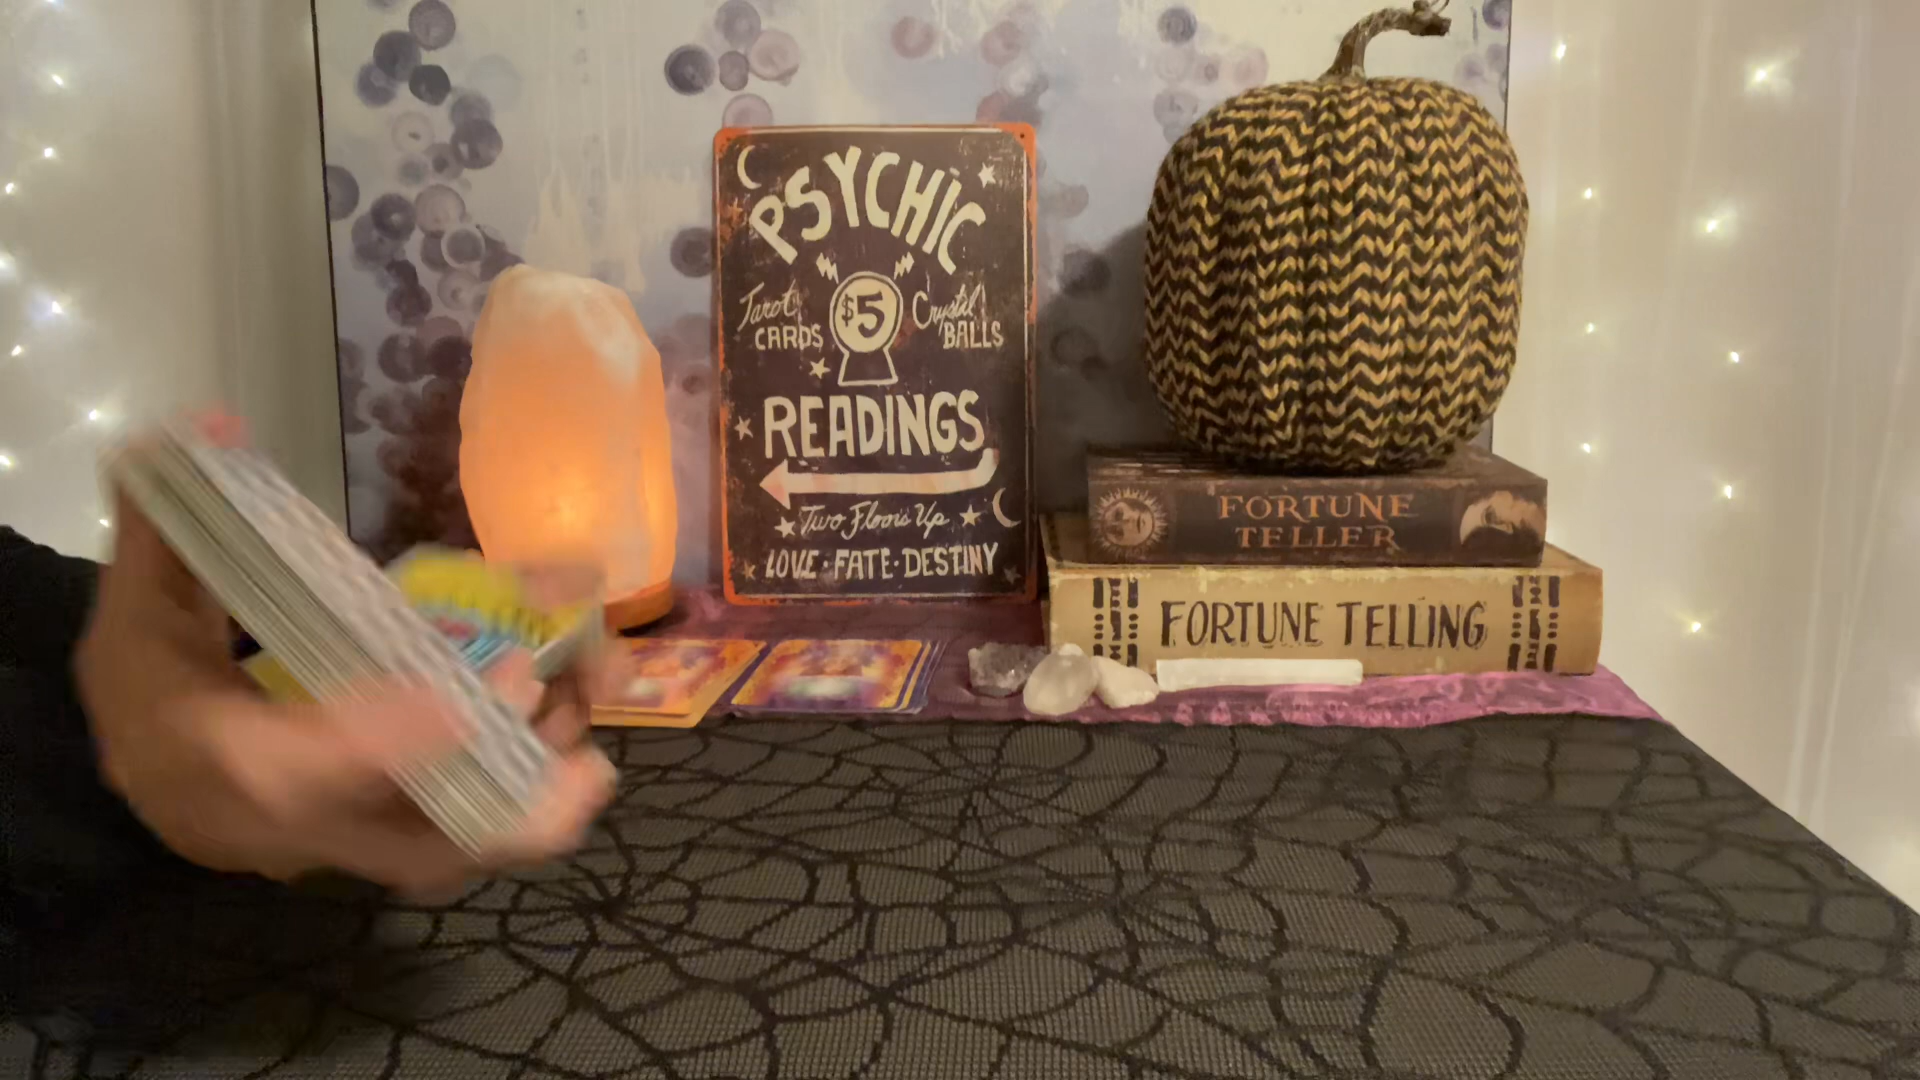 PSYCHIC
Tarot CARDS
$5
Crystal BALLS
READINGS
Two Floors Up
LOVE · FATE · DESTINY
FORTUNE
TELLER
FORTUNE TELLING